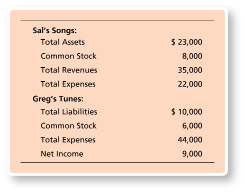 Sal's Songs:
Total Assets $ 23,000
Common Stock 8,000
Total Revenues 35,000
Total Expenses 22,000
Greg's Tunes:
Total Liabilities $ 10,000
Common Stock 6,000
Total Expenses 44,000
Net Income 9,000